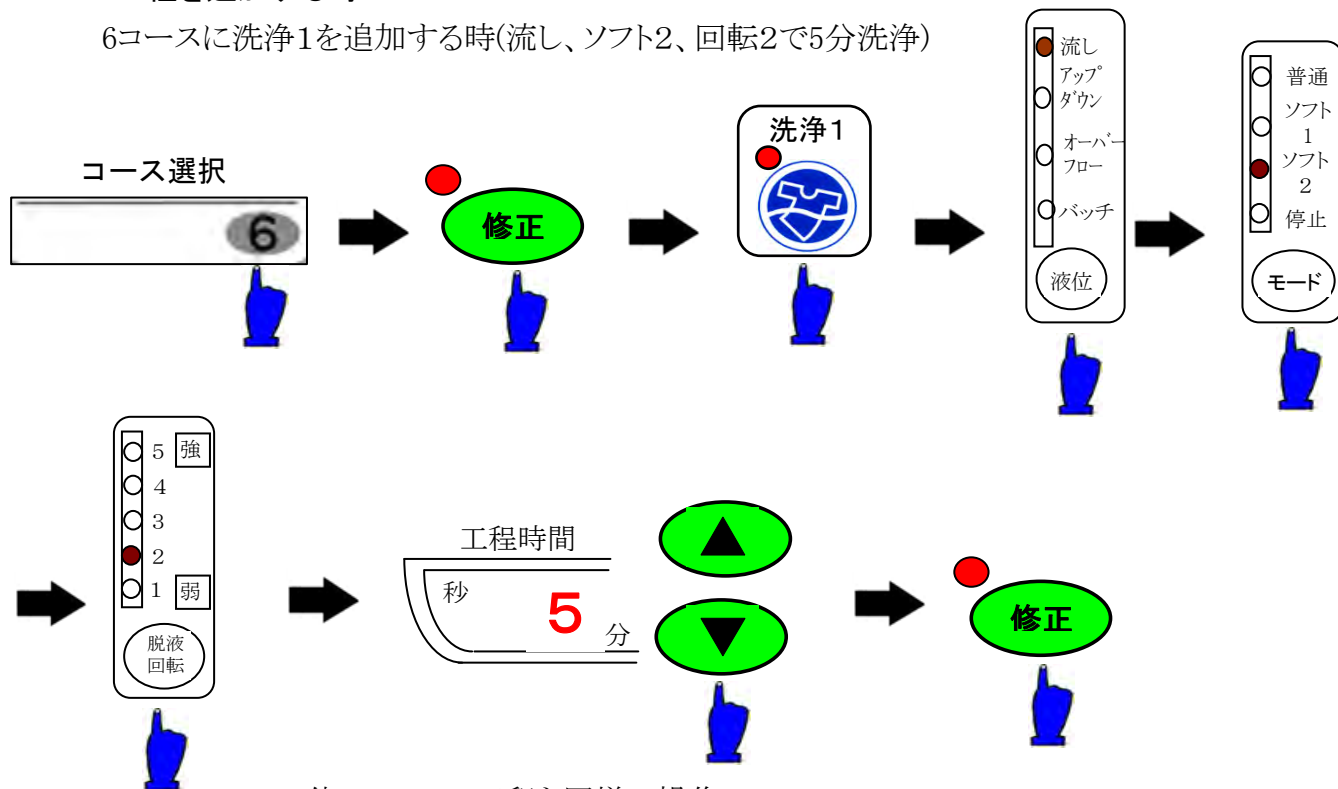 6コースに洗浄1を追加する時(流し、ソフト2、回転2で5分洗浄)
コース選択
6
修正
洗浄1
流し
アップ
ダウン
オーバー
フロー
バッチ
液位
普通
ソフト
1
ソフト
2
停止
モード
5 強
4
3
2
1 弱
脱液
回転
工程時間
秒
5 分
修正